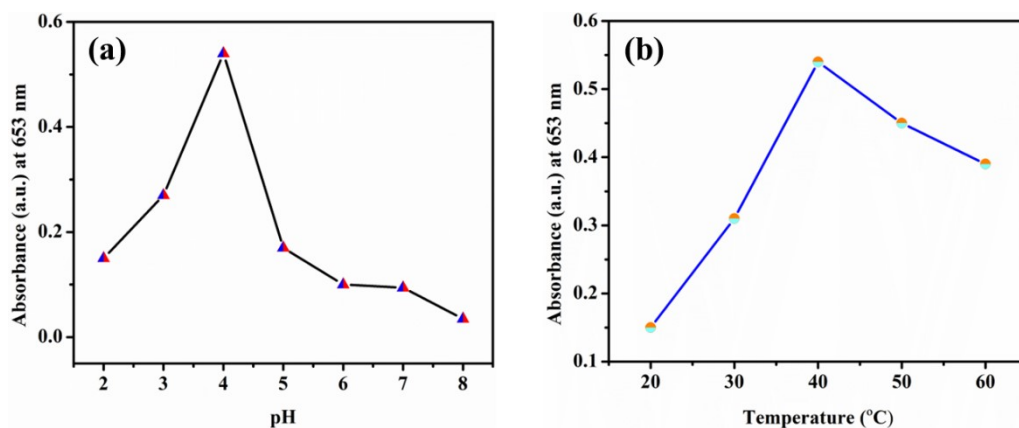 (a)
Absorbance (a.u.) at 653 nm
0.6
0.4
0.2
0.0
2 3 4 5 6 7 8
pH
(b)
Absorbance (a.u.) at 653 nm
0.6
0.5
0.4
0.3
0.2
0.1
20 30 40 50 60
Temperature (°C)